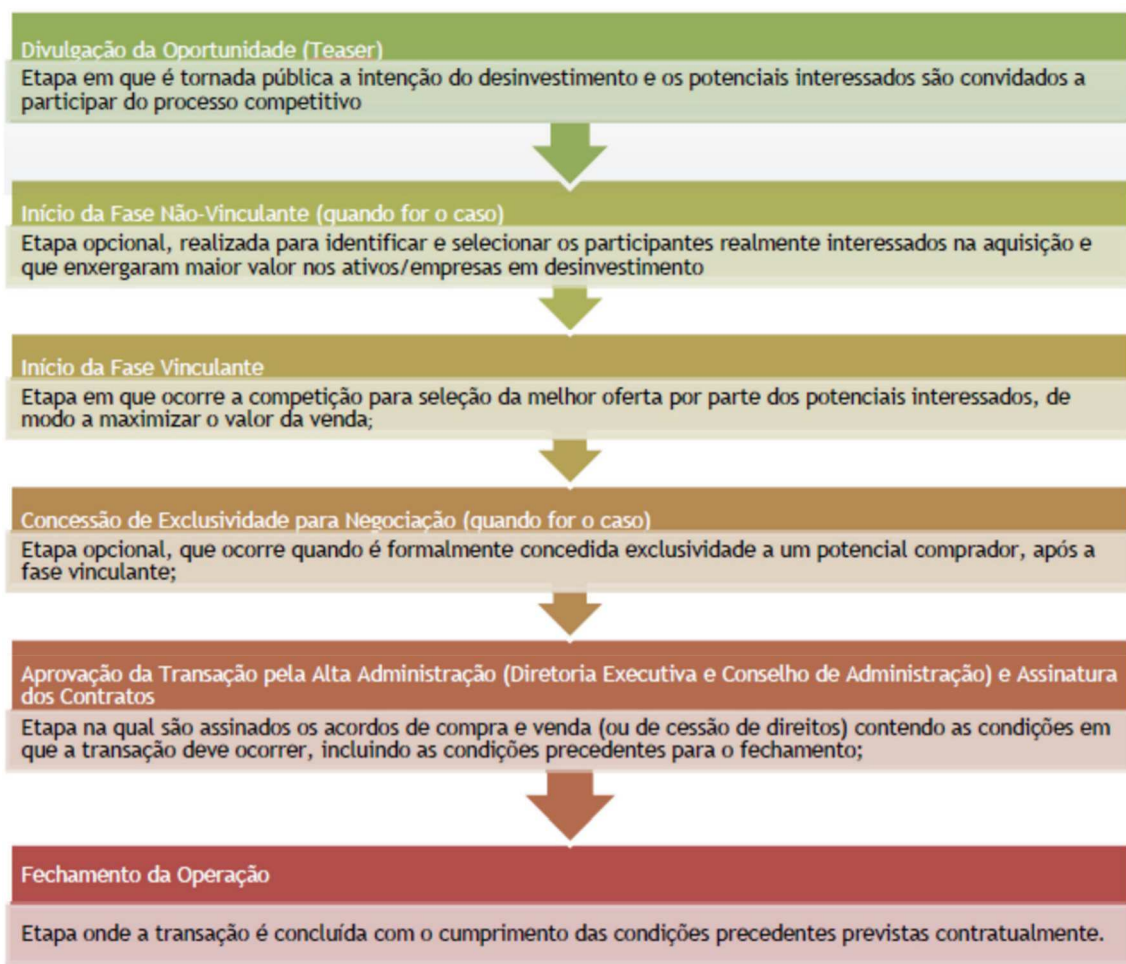 Divulgação da Oportunidade (Teaser)
Etapa em que é tornada pública a intenção do desinvestimento e os potenciais interessados são convidados a
participar do processo competitivo
Início da Fase Não-Vinculante (quando for o caso)
Etapa opcional, realizada para identificar e selecionar os participantes realmente interessados na aquisição e
que enxergaram maior valor nos ativos/empresas em desinvestimento
Início da Fase Vinculante
Etapa em que ocorre a competição para seleção da melhor oferta por parte dos potenciais interessados, de
modo a maximizar o valor da venda;
Concessão de Exclusividade para Negociação (quando for o caso)
Etapa opcional, que ocorre quando é formalmente concedida exclusividade a um potencial comprador, após a
fase vinculante;
Aprovação da Transação pela Alta Administração (Diretoria Executiva e Conselho de Administração) e Assinatura
dos Contratos
Etapa na qual são assinados os acordos de compra e venda (ou de cessão de direitos) contendo as condições em
que a transação deve ocorrer, incluindo as condições precedentes para o fechamento;
Fechamento da Operação
Etapa onde a transação é concluída com o cumprimento das condições precedentes previstas contratualmente.